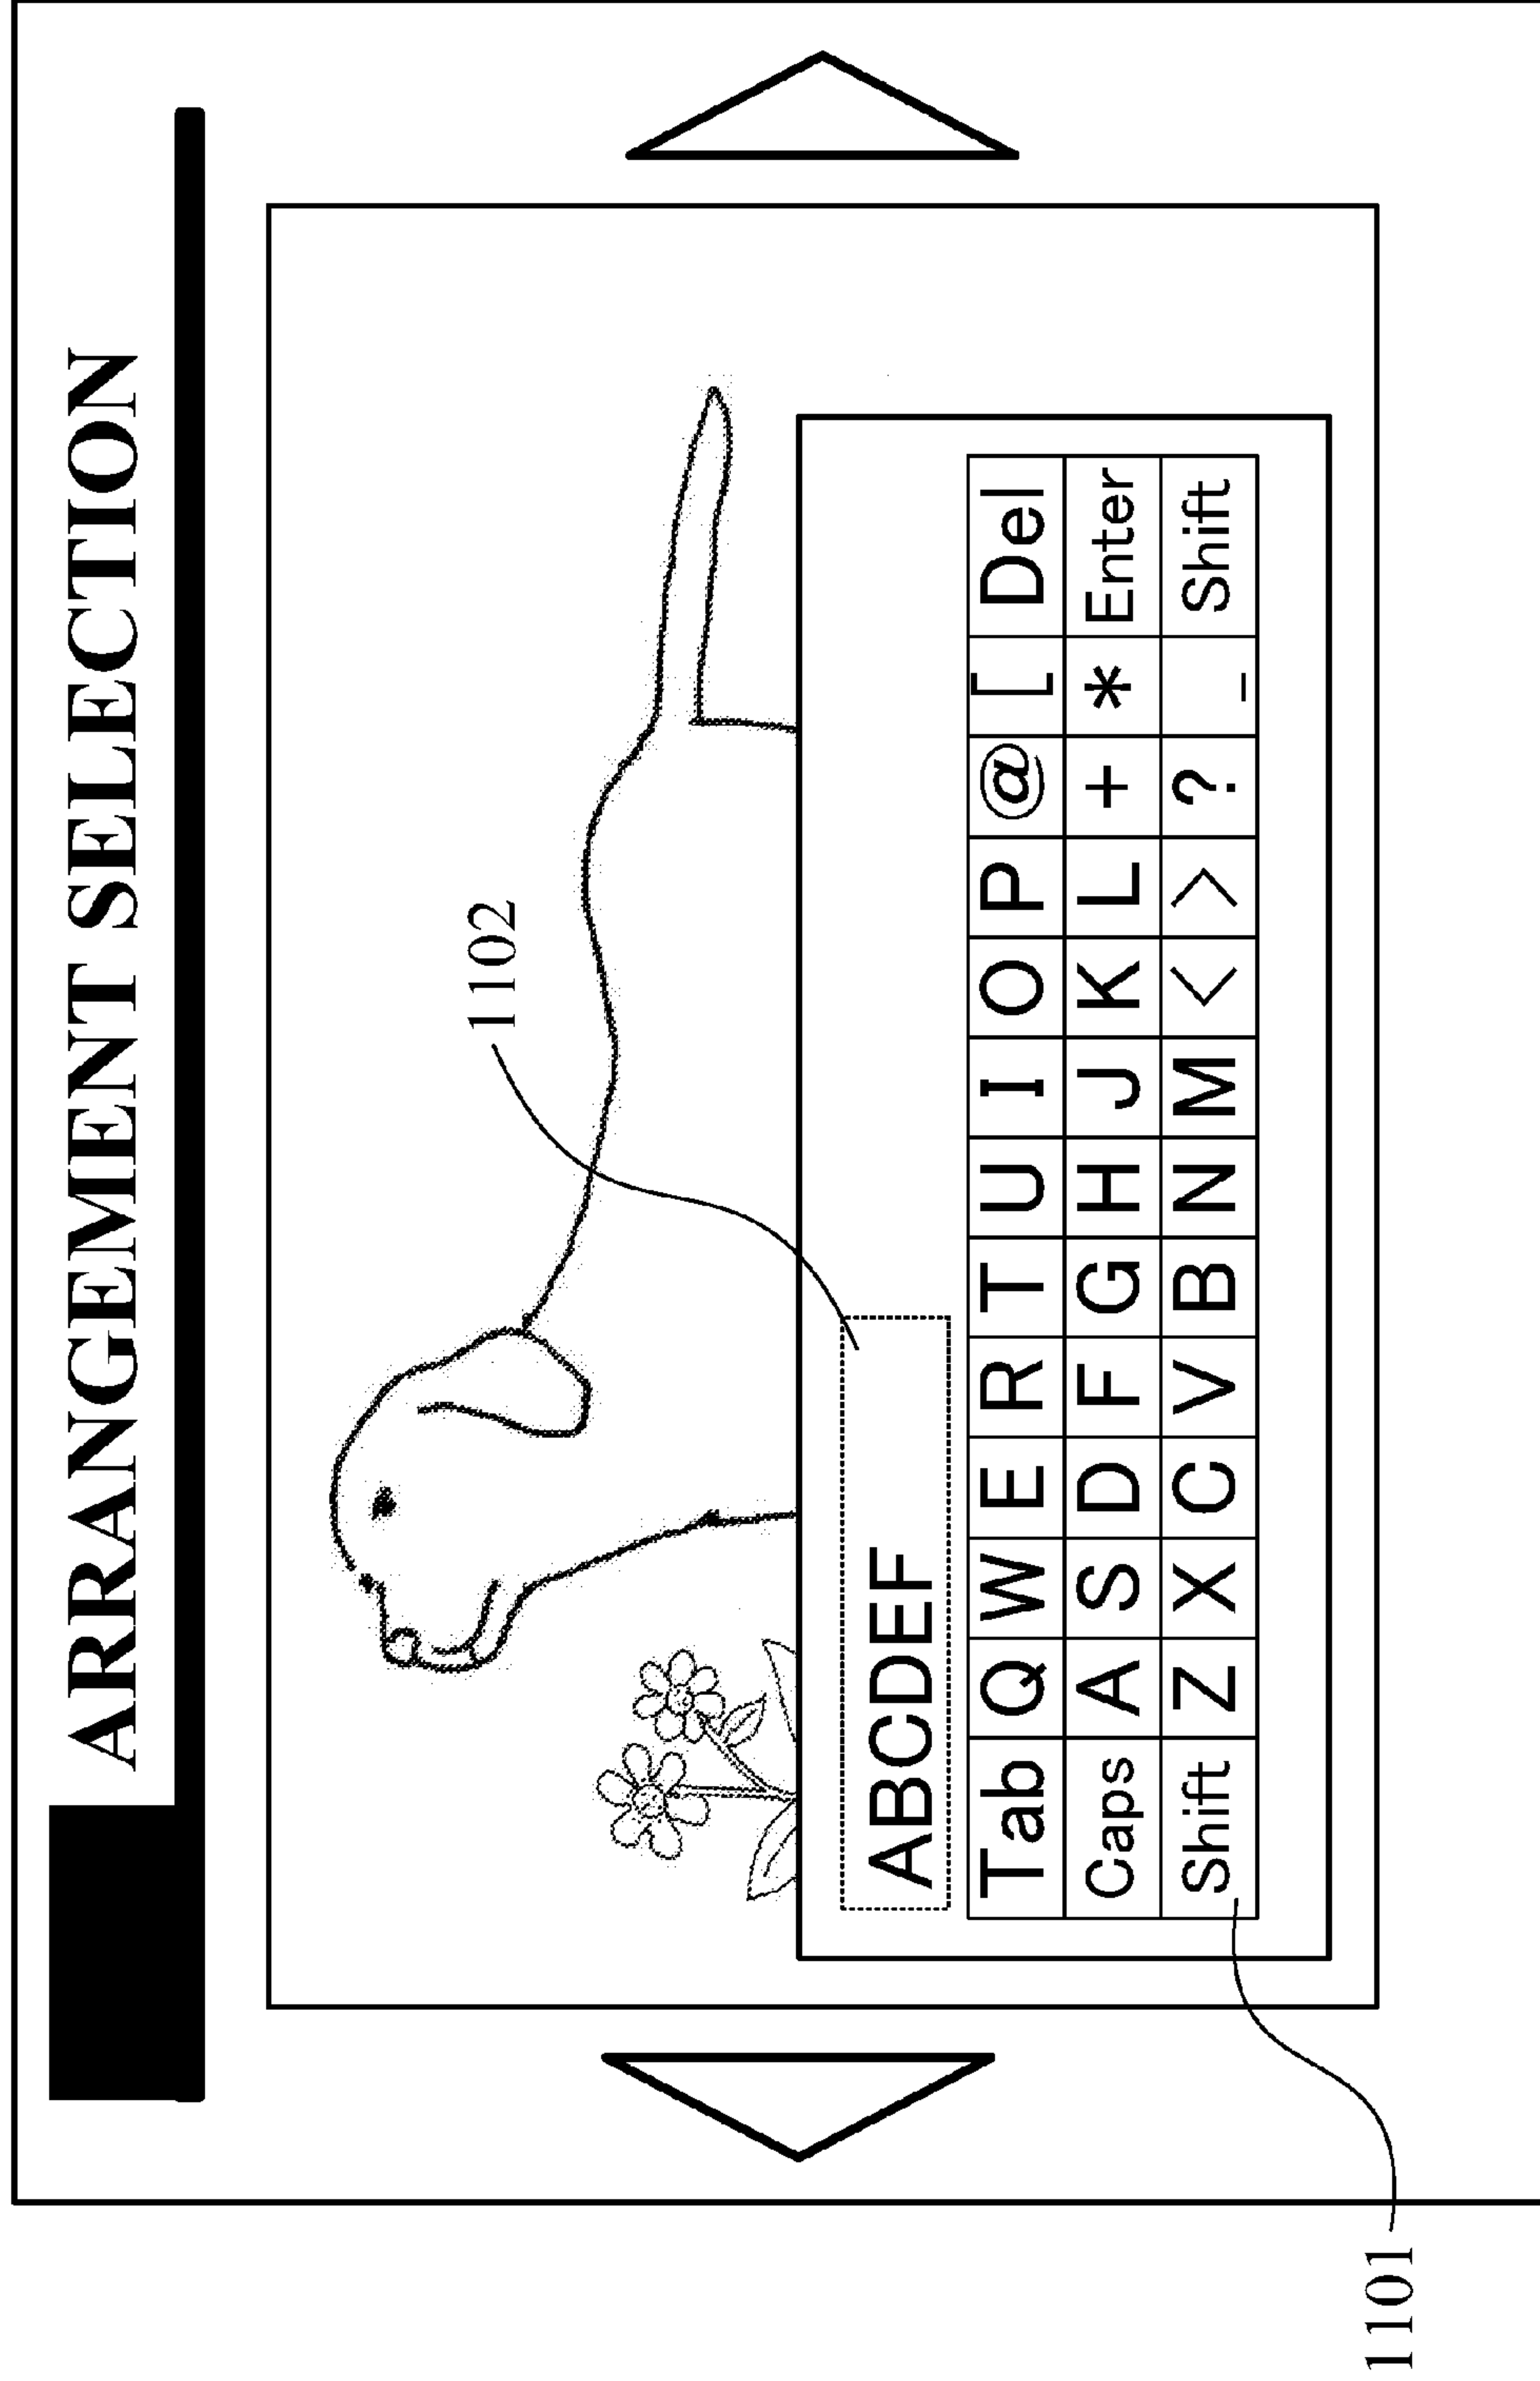 ARRANGEMENT SELECTION
1102
ABCDEF
Tab Q W E R T U I O P @ [ Del
Caps A S D F G H J K L + * Enter
Shift Z X C V B N M < > ? _ Shift
1101